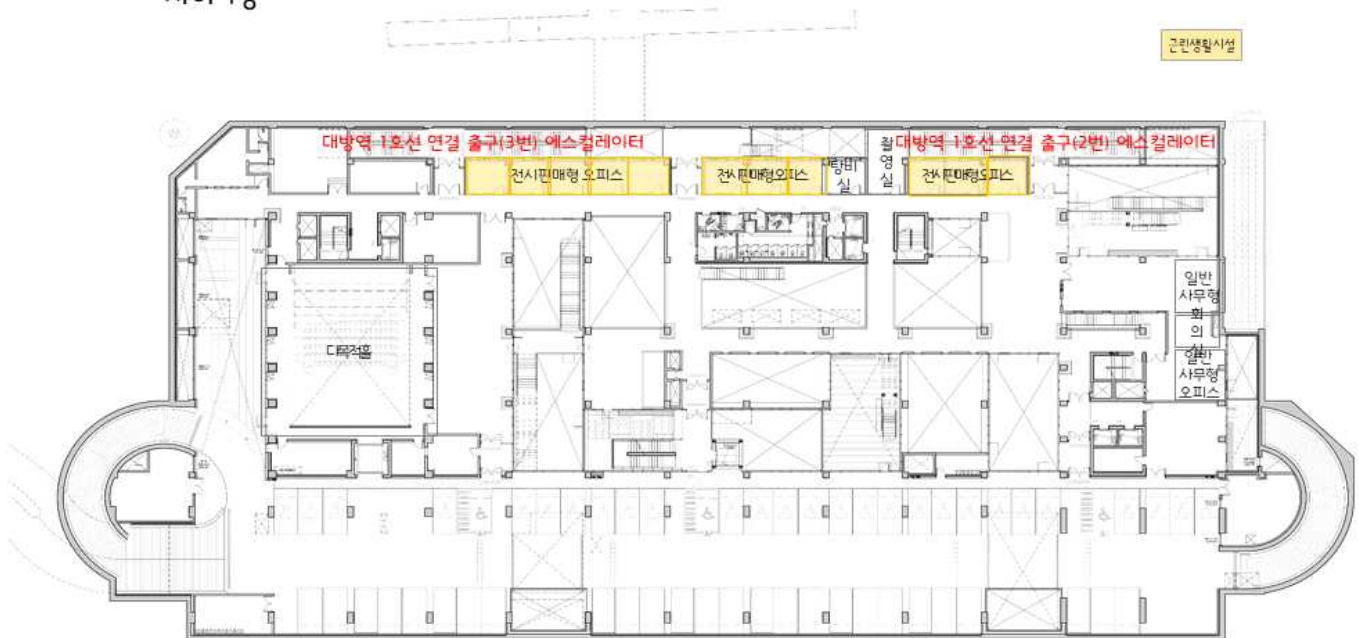 근린생활시설
대방역 1호선 연결 출구(3번) 에스컬레이터
대방역 1호선 연결 출구(2번) 에스컬레이터
전시판매형 오피스
전시판매형오피스
탕비
실
촬
영
실
전시판매형오피스
일반
사무형
회
의
실
일반
사무형
오피스
다목적홀